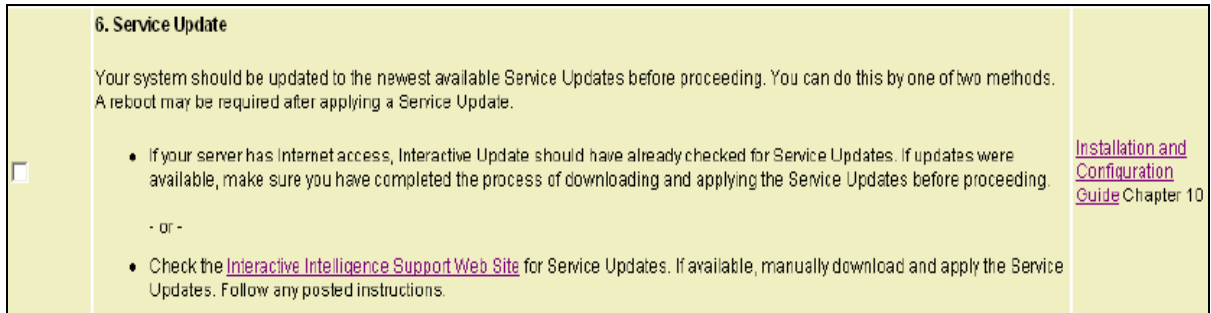 6. Service Update
Your system should be updated to the newest available Service Updates before proceeding. You can do this by one of two methods.
A reboot may be required after applying a Service Update.
• If your server has Internet access, Interactive Update should have already checked for Service Updates. If updates were
available, make sure you have completed the process of downloading and applying the Service Updates before proceeding.
- or -
• Check the Interactive Intelligence Support Web Site for Service Updates. If available, manually download and apply the Service
Updates. Follow any posted instructions.
Installation and
Configuration
Guide Chapter 10